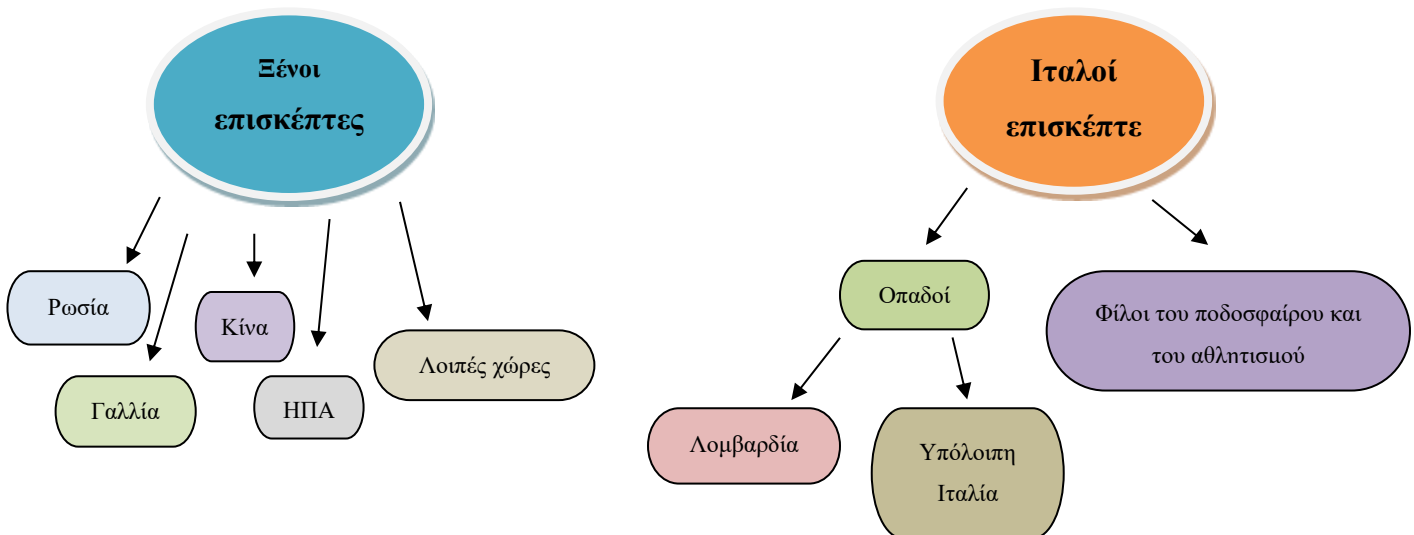 Ξένοι
επισκέπτες
Ρωσία
Γαλλία
Κίνα
ΗΠΑ
Λοιπές χώρες
Ιταλοί
επισκέπτε
Οπαδοί
Φίλοι του ποδοσφαίρου και
του αθλητισμού
Λομβαρδία
Υπόλοιπη
Ιταλία